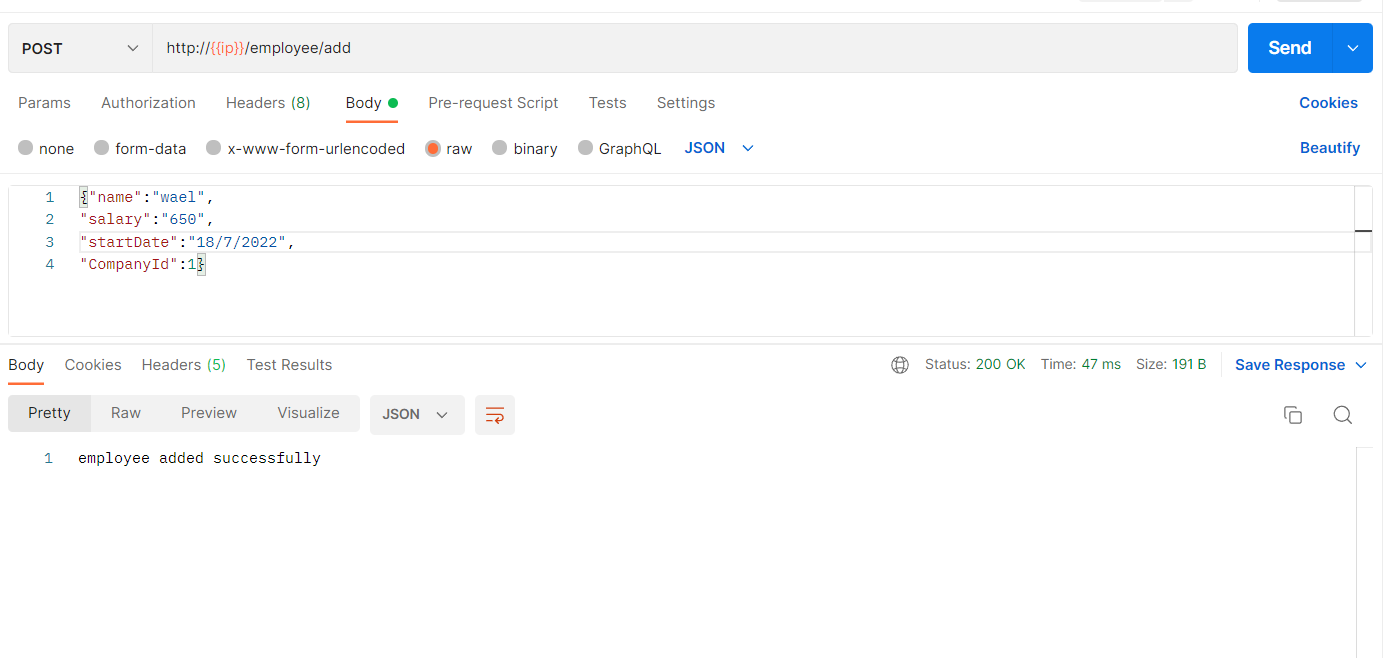 POST http://{{ip}}/employee/add Send
Params Authorization Headers (8) Body Pre-request Script Tests Settings Cookies
none form-data x-www-form-urlencoded raw binary GraphQL JSON Beautify
1 {"name":"wael",
2 "salary":"650",
3 "startDate":"18/7/2022",
4 "CompanyId":1}
Body Cookies Headers (5) Test Results Status: 200 OK Time: 47 ms Size: 191 B Save Response
Pretty Raw Preview Visualize JSON
1 employee added successfully